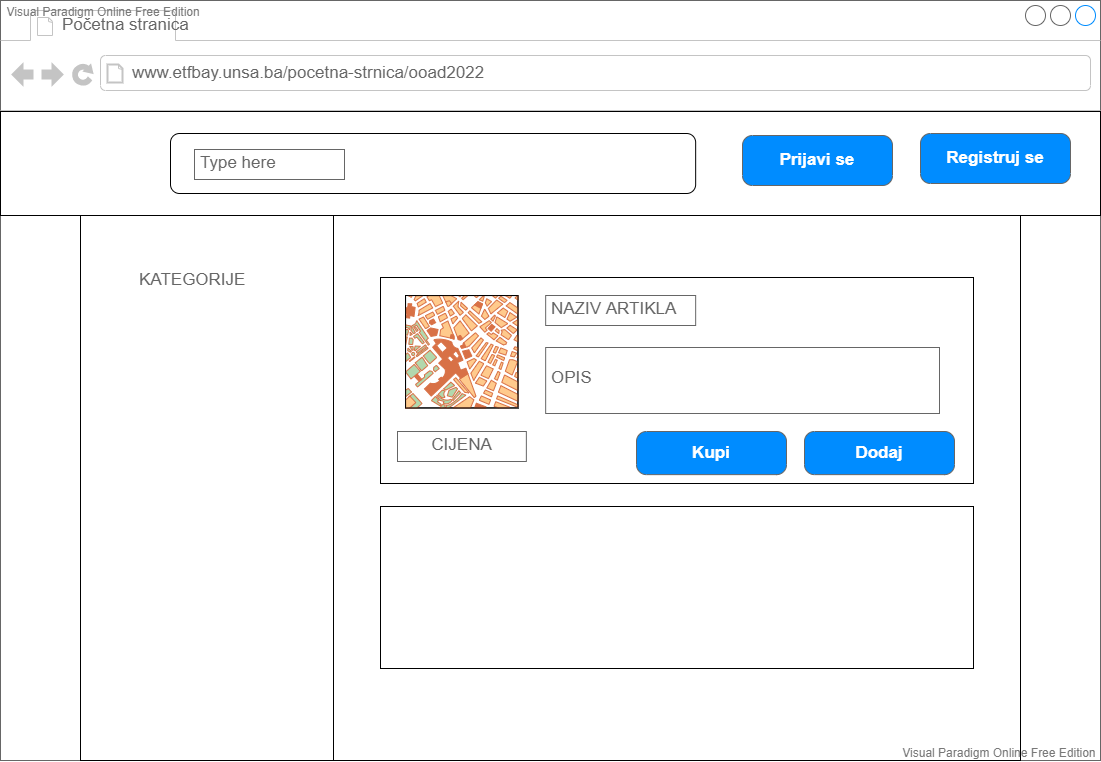 Visual Paradigm Online Free Edition
Početna stranica
www.etfbay.unsa.ba/pocetna-strnica/ooad2022
Type here
Prijavi se
Registruj se
KATEGORIJE
NAZIV ARTIKLA
OPIS
CIJENA
Kupi
Dodaj
Visual Paradigm Online Free Edition